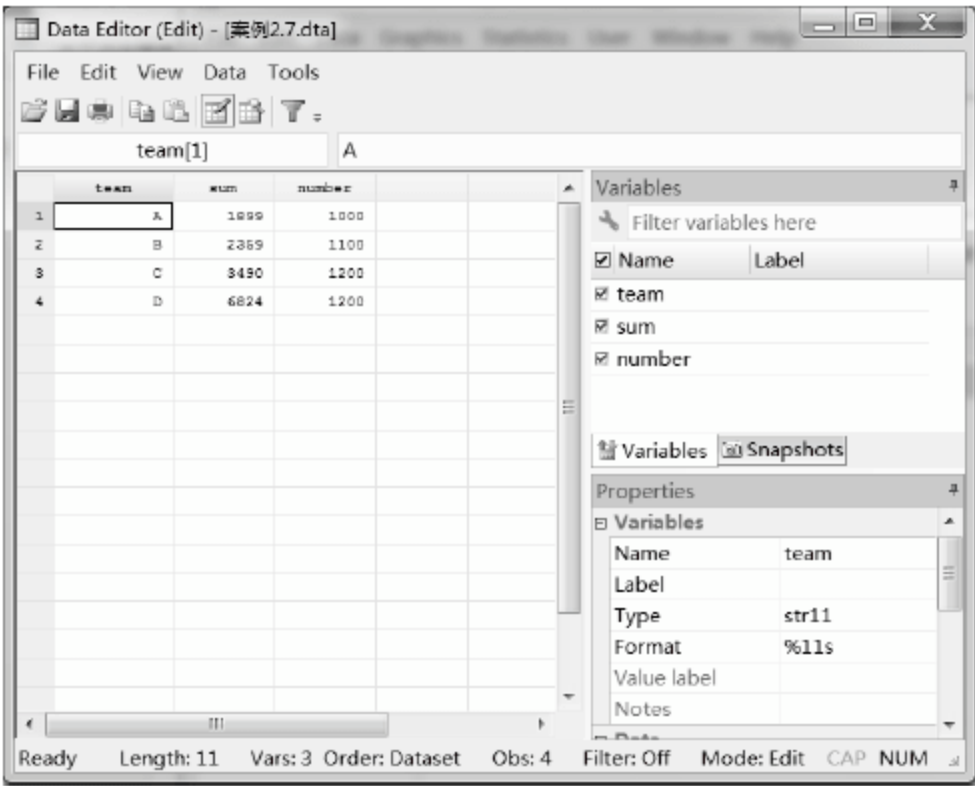 Data Editor (Edit) - [案例2.7.dta]
File Edit View Data Tools
team[1] A
team sum number
1 A 1899 1000
2 B 2369 1100
3 C 3490 1200
4 D 6824 1200
Variables
Filter variables here
Name Label
team
sum
number
Variables Snapshots
Properties
Variables
Name team
Label
Type str11
Format %11s
Value label
Notes
Ready Length: 11 Vars: 3 Order: Dataset Obs: 4 Filter: Off Mode: Edit CAP NUM